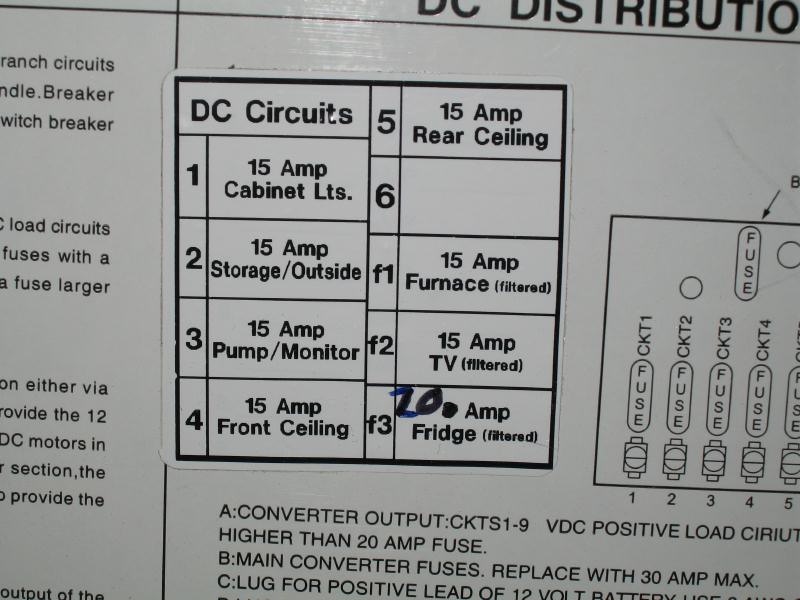 DC DISTRIBUTIO
ranch circuits
ndle.Breaker
witch breaker
C load circuits
fuses with a
a fuse larger
on either via
rovide the 12
DC motors in
r section,the
o provide the
output of the
DC Circuits
1 15 Amp
Cabinet Lts.
2 15 Amp
Storage/Outside
3 15 Amp
Pump/Monitor
4 15 Amp
Front Ceiling
5 15 Amp
Rear Ceiling
6
f1 15 Amp
Furnace (filtered)
f2 15 Amp
TV (filtered)
f3 20 Amp
Fridge (filtered)
B
FUSE
CKT1 CKT2 CKT3 CKT4
FUSE FUSE FUSE FUSE FUSE
1 2 3 4 5
A:CONVERTER OUTPUT:CKTS1-9 VDC POSITIVE LOAD CIRIUT
HIGHER THAN 20 AMP FUSE.
B:MAIN CONVERTER FUSES. REPLACE WITH 30 AMP MAX.
C:LUG FOR POSITIVE LEAD OF 12 VOLT BATTERY USE